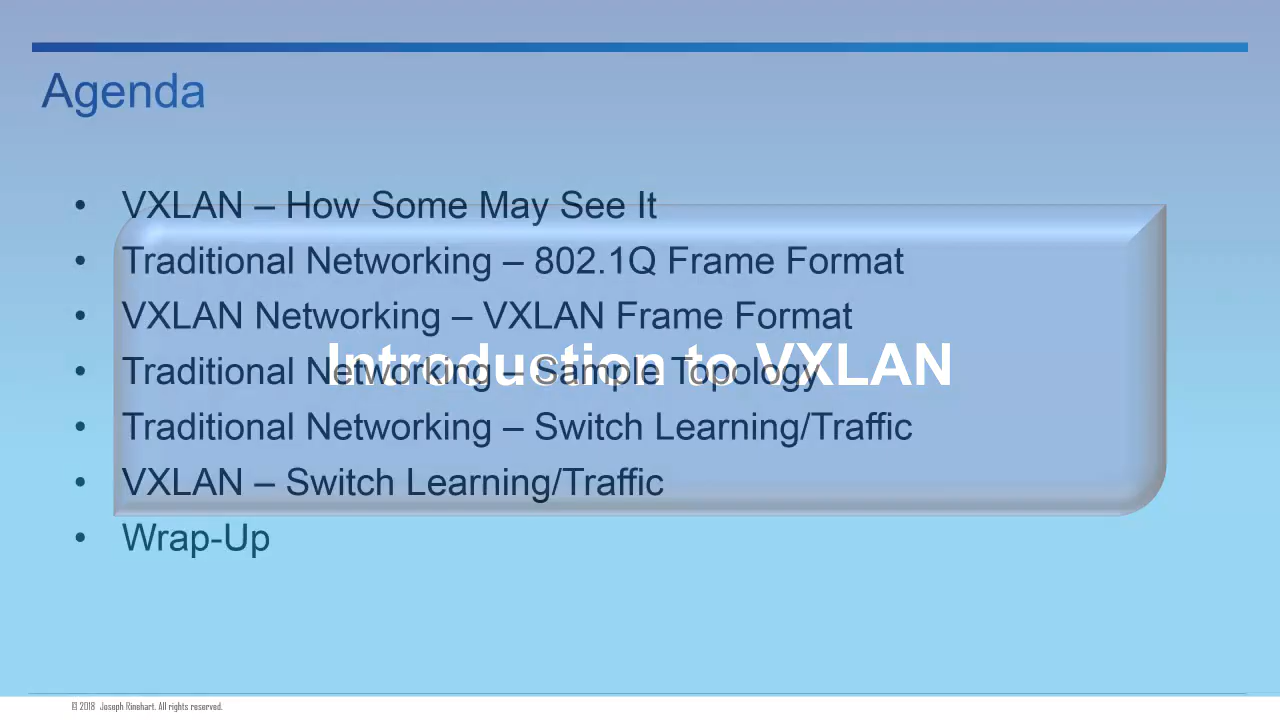 Agenda
• VXLAN – How Some May See It
• Traditional Networking – 802.1Q Frame Format
• VXLAN Networking – VXLAN Frame Format
• Traditional Networking – Sample Topology
Introduction to VXLAN
• Traditional Networking – Switch Learning/Traffic
• VXLAN – Switch Learning/Traffic
• Wrap-Up
© 2018 Joseph Rinehart. All rights reserved.